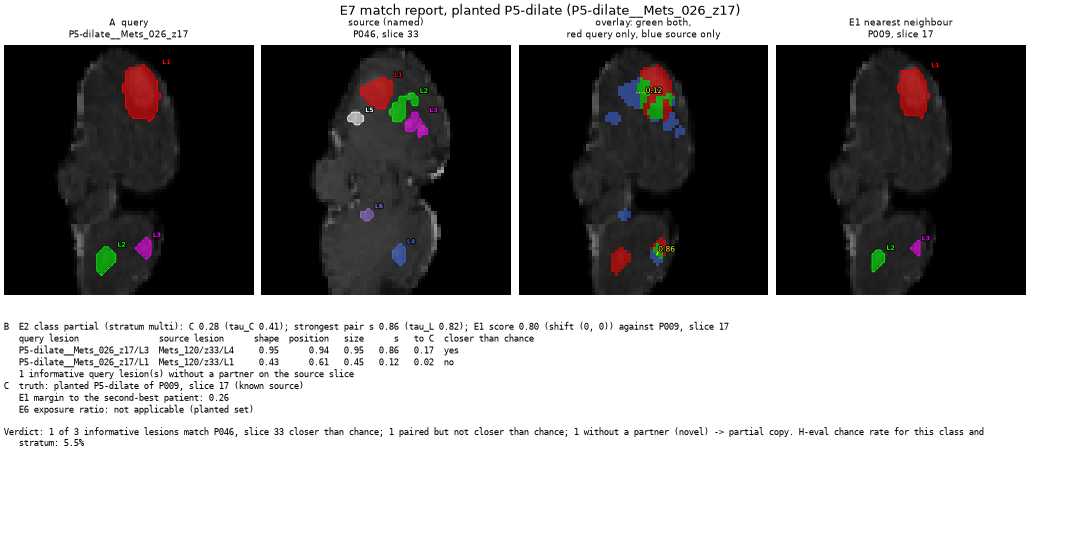 E7 match report, planted P5-dilate (P5-dilate__Mets_026_z17)
A query
P5-dilate__Mets_026_z17
source (named)
P046, slice 33
overlay: green both,
red query only, blue source only
E1 nearest neighbour
P009, slice 17
L1
L2
L3
L1
L2
L3
L5
L6
L4
0.12
0.86
L1
L2
L3
B E2 class partial (stratum multi): C 0.28 (tau_C 0.41); strongest pair s 0.86 (tau_L 0.82); E1 score 0.80 (shift (0, 0)) against P009, slice 17
query lesion source lesion shape position size s to C closer than chance
P5-dilate__Mets_026_z17/L3 Mets_120/z33/L4 0.95 0.94 0.95 0.86 0.17 yes
P5-dilate__Mets_026_z17/L1 Mets_120/z33/L1 0.43 0.61 0.45 0.12 0.02 no
1 informative query lesion(s) without a partner on the source slice
C truth: planted P5-dilate of P009, slice 17 (known source)
E1 margin to the second-best patient: 0.26
E6 exposure ratio: not applicable (planted set)
Verdict: 1 of 3 informative lesions match P046, slice 33 closer than chance; 1 paired but not closer than chance; 1 without a partner (novel) -> partial copy. H-eval chance rate for this class and
stratum: 5.5%